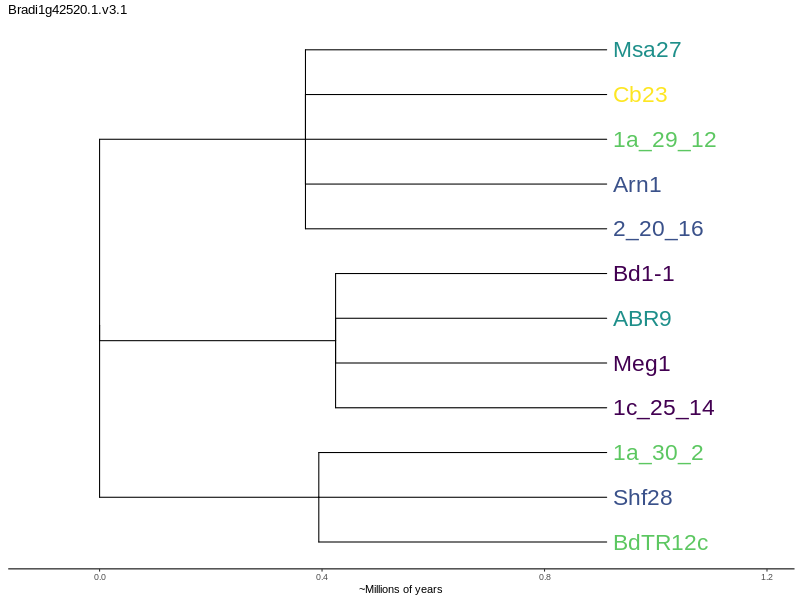 Bradi1g42520.1.v3.1
Msa27
Cb23
1a_29_12
Arn1
2_20_16
Bd1-1
ABR9
Meg1
1c_25_14
1a_30_2
Shf28
BdTR12c
0.0 0.4 0.8 1.2
~Millions of years